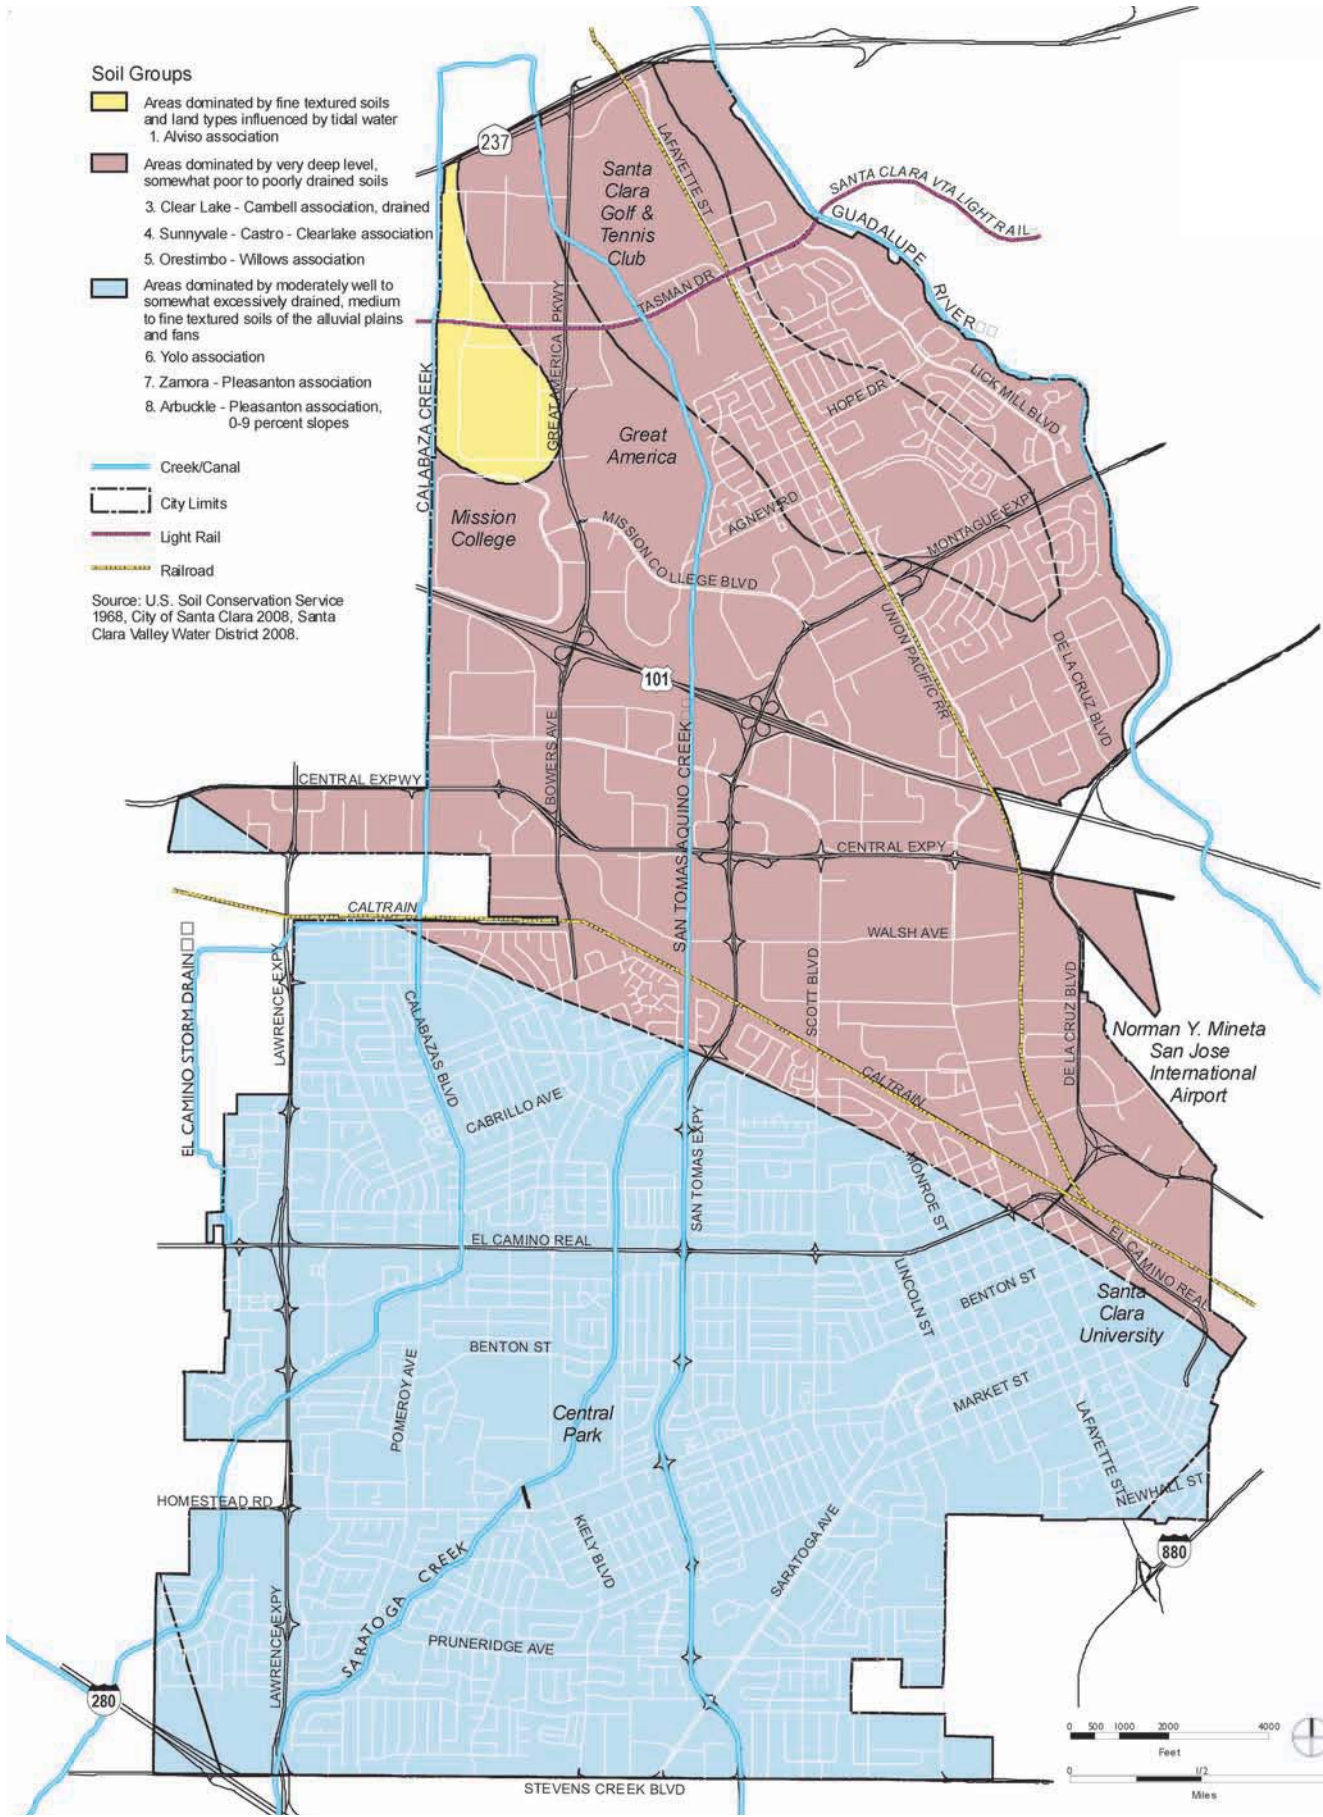 Soil Groups
Areas dominated by fine textured soils
and land types influenced by tidal water
1. Alviso association
Areas dominated by very deep level,
somewhat poor to poorly drained soils
3. Clear Lake - Cambell association, drained
4. Sunnyvale - Castro - Clearlake association
5. Orestimbo - Willows association
Areas dominated by moderately well to
somewhat excessively drained, medium
to fine textured soils of the alluvial plains
and fans
6. Yolo association
7. Zamora - Pleasanton association
8. Arbuckle - Pleasanton association,
0-9 percent slopes
Creek/Canal
City Limits
Light Rail
Railroad
Source: U.S. Soil Conservation Service
1968, City of Santa Clara 2008, Santa
Clara Valley Water District 2008.
237
LAFAYETTE ST
Santa
Clara
Golf &
Tennis
Club
SANTA CLARA VTA LIGHT RAIL
GUADALUPE RIVER
TASMAN DR
GREAT AMERICA PKWY
CALABAZA CREEK
LICK MILL BLVD
HOPE DR
Great
America
Mission
College
AGNEW RD
MONTAGUE EXPY
MISSION COLLEGE BLVD
UNION PACIFIC RR
DE LA CRUZ BLVD
101
CENTRAL EXPWY
BOWERS AVE
SAN TOMAS AQUINO CREEK
CENTRAL EXPY
CALTRAIN
WALSH AVE
EL CAMINO STORM DRAIN
LAWRENCE EXPY
CALABAZAS BLVD
SCOTT BLVD
DE LA CRUZ BLVD
Norman Y. Mineta
San Jose
International
Airport
CALTRAIN
CABRILLO AVE
SAN TOMAS EXPY
MONROE ST
EL CAMINO REAL
EL CAMINO REAL
LINCOLN ST
BENTON ST
Santa
Clara
University
BENTON ST
POMEROY AVE
MARKET ST
Central
Park
LAFAYETTE ST
NEWHALL ST
HOMESTEAD RD
KIELY BLVD
SARATOGA AVE
880
SARATOGA CREEK
PRUNERIDGE AVE
LAWRENCE EXPY
280
STEVENS CREEK BLVD
0 500 1000 2000 4000
Feet
0 1/2
Miles